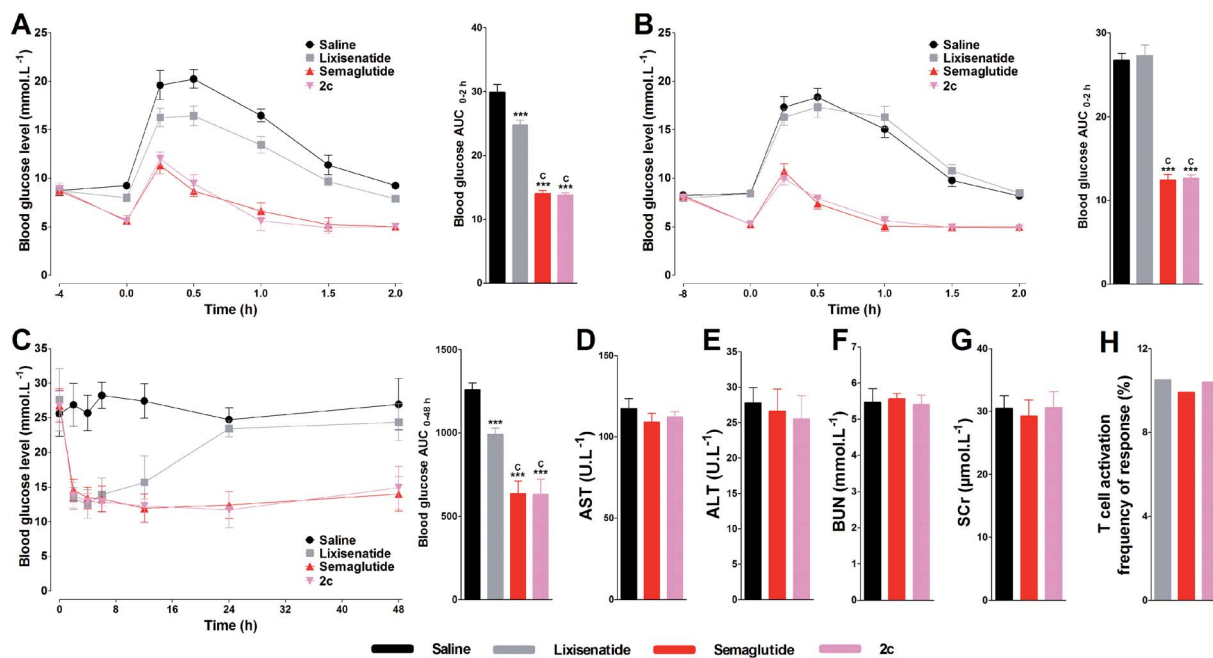 A
Blood glucose level (mmol.L-1)
25
20
15
10
5
0
-4
0.0
0.5
1.0
1.5
2.0
Time (h)
Saline
Lixisenatide
Semaglutide
2c
Blood glucose AUC 0-2 h
40
30
20
10
0
***
C
***
C
***
B
Blood glucose level (mmol.L-1)
25
20
15
10
5
0
-8
0.0
0.5
1.0
1.5
2.0
Time (h)
Saline
Lixisenatide
Semaglutide
2c
Blood glucose AUC 0-2 h
30
20
10
0
C
***
C
***
C
Blood glucose level (mmol.L-1)
35
30
25
20
15
10
5
0
0
8
16
24
32
40
48
Time (h)
Saline
Lixisenatide
Semaglutide
2c
Blood glucose AUC 0-48 h
1500
1000
500
0
***
C
***
C
***
D
AST (U.L-1)
150
100
50
0
E
ALT (U.L-1)
35
30
25
20
15
10
5
0
F
BUN (mmol.L-1)
7
6
5
4
3
2
1
0
G
SCr (μmol.L-1)
40
30
20
10
0
H
T cell activation
frequency of response (%)
12
8
4
0
Saline
Lixisenatide
Semaglutide
2c